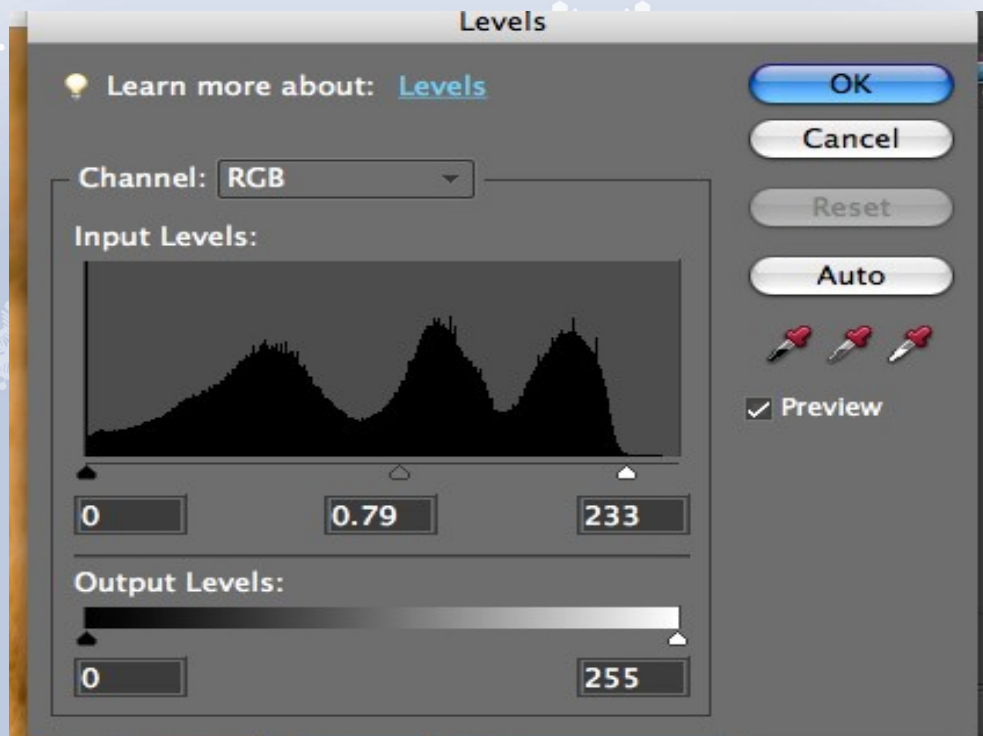 Levels
Learn more about: Levels
OK
Cancel
Channel: RGB
Reset
Input Levels:
Auto
Preview
0 0.79 233
Output Levels:
0 255